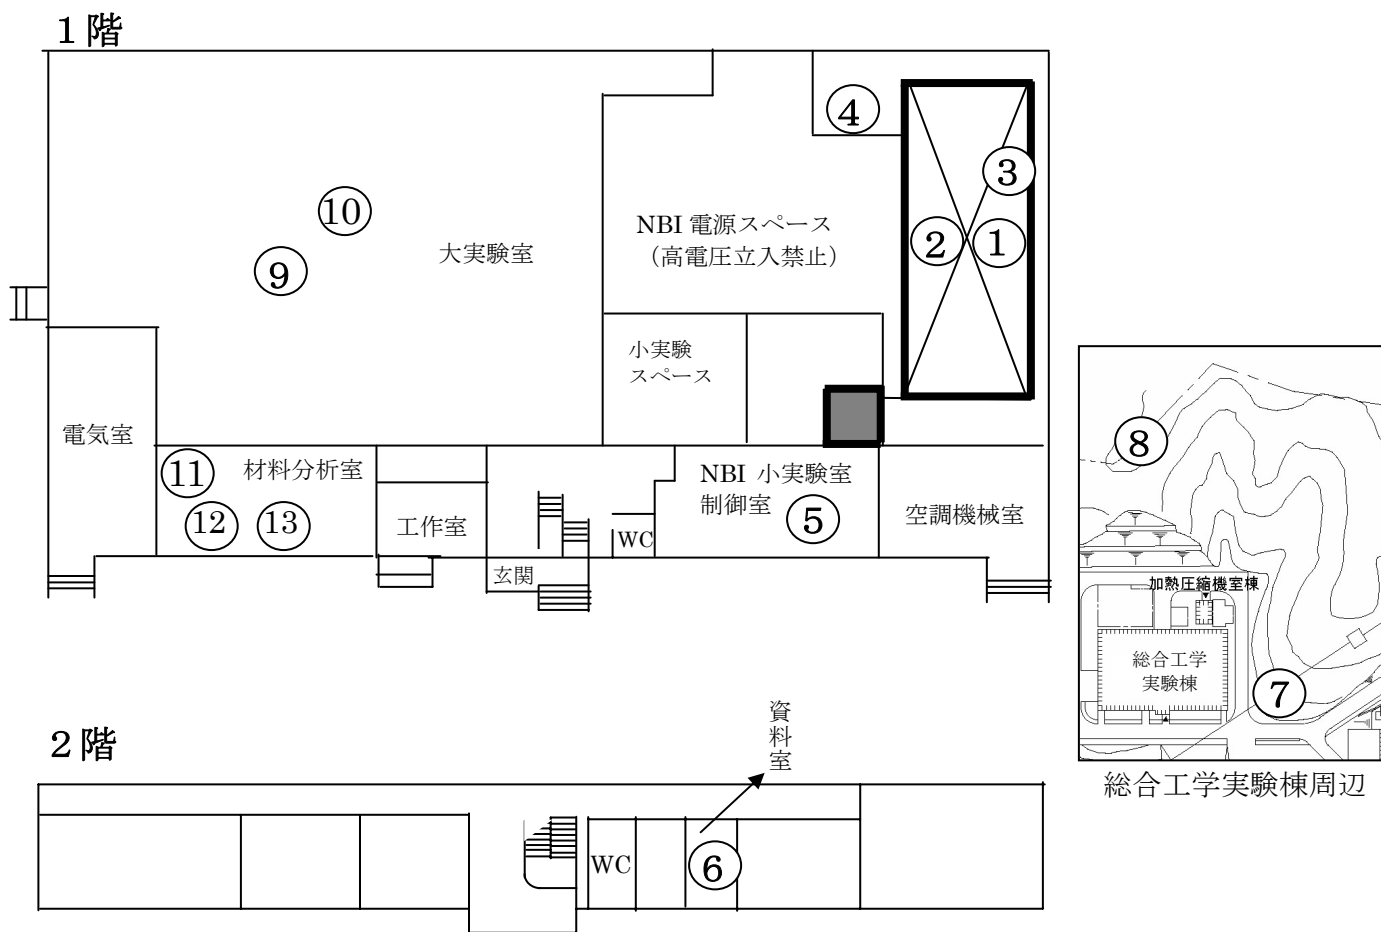 1階
④
③
⑩
NBI 電源スペース
（高電圧立入禁止）
大実験室
② ①
⑨
小実験
スペース
電気室
⑪ 材料分析室
⑫ ⑬
工作室
玄関
WC
NBI 小実験室
制御室 ⑤
空調機械室
⑧
加熱圧縮機室棟
総合工学
実験棟
⑦
総合工学実験棟周辺
2階
資料室
WC
⑥